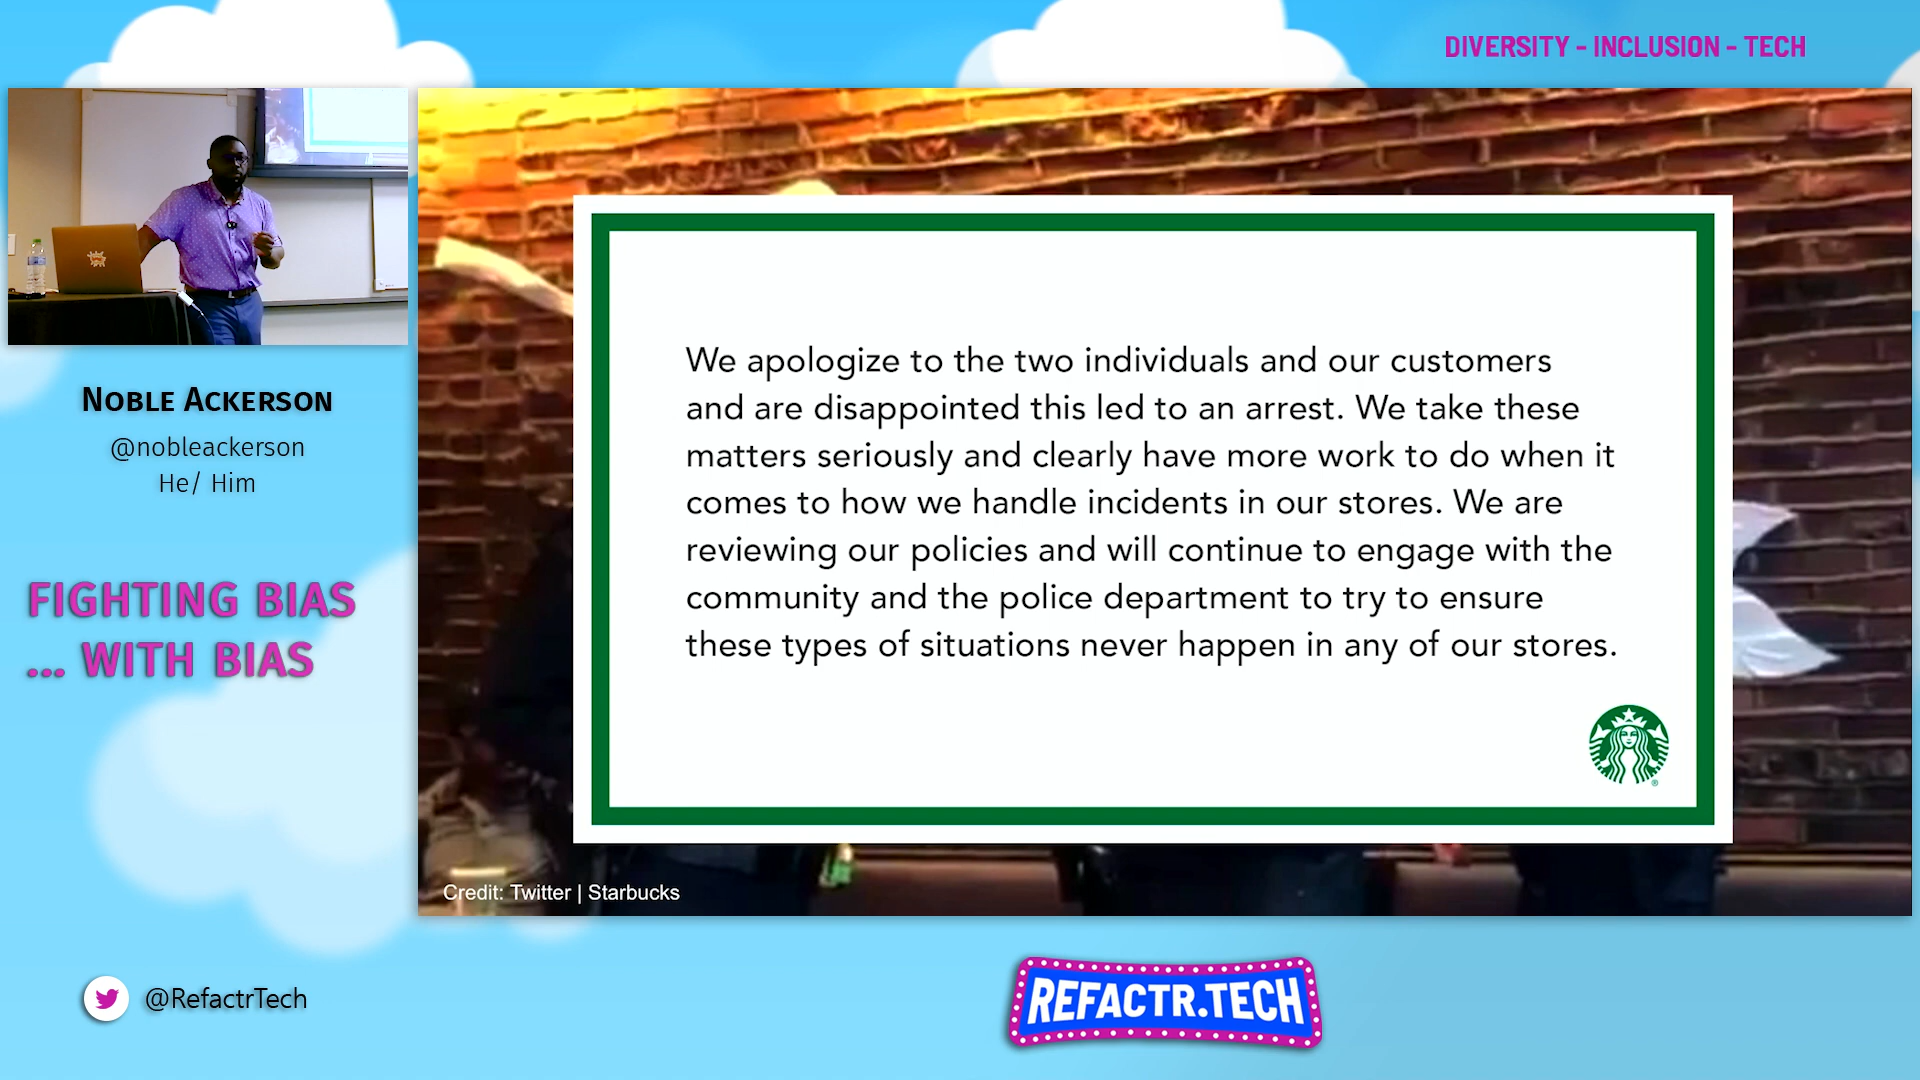 DIVERSITY - INCLUSION - TECH
NOBLE ACKERSON
@nobleackerson
He/ Him
FIGHTING BIAS
... WITH BIAS
We apologize to the two individuals and our customers
and are disappointed this led to an arrest. We take these
matters seriously and clearly have more work to do when it
comes to how we handle incidents in our stores. We are
reviewing our policies and will continue to engage with the
community and the police department to try to ensure
these types of situations never happen in any of our stores.
®
Credit: Twitter | Starbucks
@RefactrTech
REFACTR.TECH